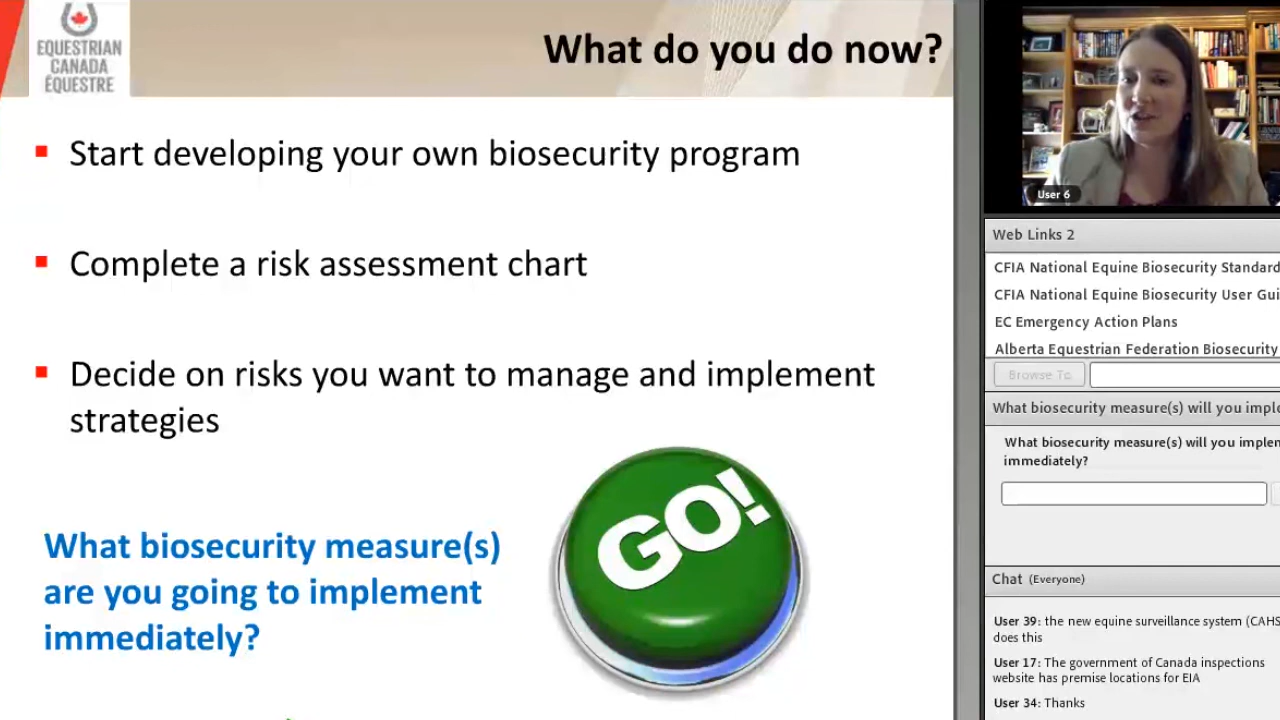 EQUESTRIAN
CANADA
ÉQUESTRE
What do you do now?
Start developing your own biosecurity program
Complete a risk assessment chart
Decide on risks you want to manage and implement
strategies
What biosecurity measure(s)
are you going to implement
immediately?
GO!
User 6
Web Links 2
CFIA National Equine Biosecurity Standard
CFIA National Equine Biosecurity User Gui
EC Emergency Action Plans
Alberta Equestrian Federation Biosecurity
Browse To
What biosecurity measure(s) will you imple
What biosecurity measure(s) will you implen
immediately?
Chat (Everyone)
User 39: the new equine surveillance system (CAHS
does this
User 17: The government of Canada inspections
website has premise locations for EIA
User 34: Thanks